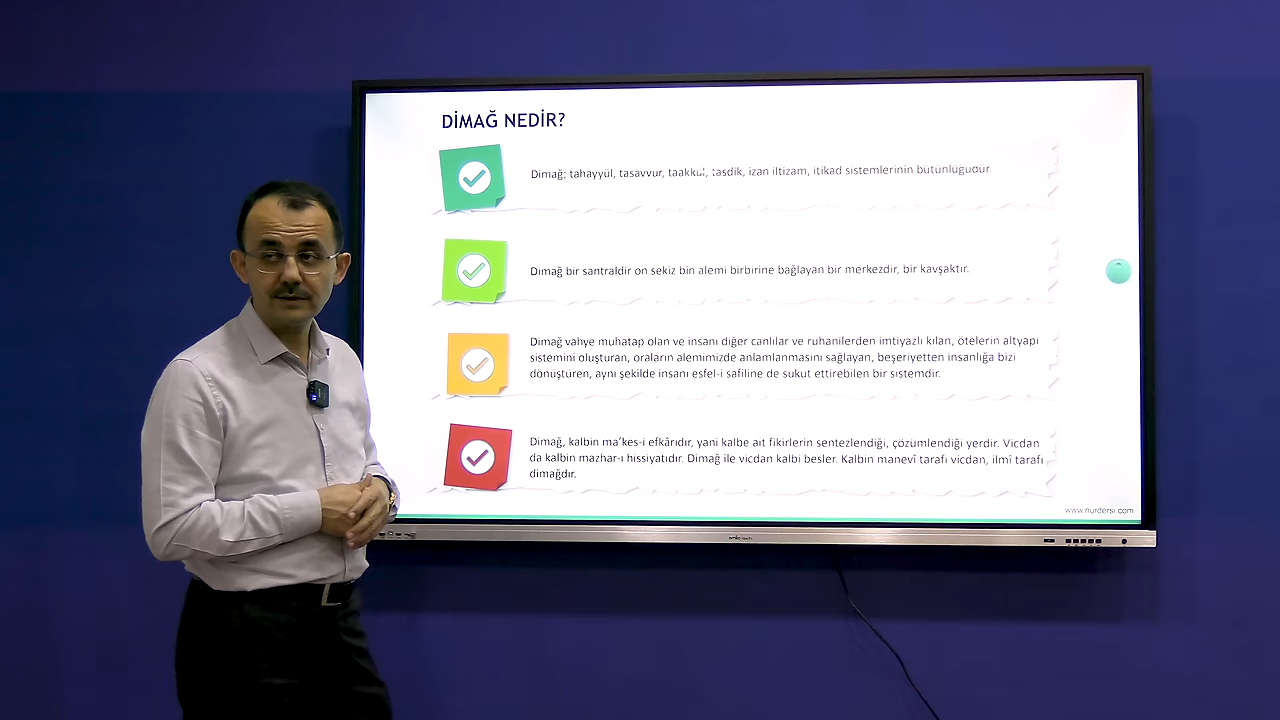 DİMAĞ NEDİR?
Dimağ; tahayyül, tasavvur, taakkul, tasdik, izan iltizam, itikad sistemlerinin bütünlüğüdür.
Dimağ bir santraldir on sekiz bin alemi birbirine bağlayan bir merkezdir, bir kavşaktır.
Dimağ vahye muhatap olan ve insanı diğer canlılar ve ruhanilerden imtiyazlı kılan, ötelerin altyapı
sistemini oluşturan, oraların alemimizde anlamlanmasını sağlayan, beşeriyetten insanlığa bizi
dönüştüren, aynı şekilde insanı esfel-i safiline de sukut ettirebilen bir sistemdir.
Dimağ, kalbin ma’kes-i efkârıdır, yani kalbe ait fikirlerin sentezlendiği, çözümlendiği yerdir. Vicdan
da kalbin mazhar-ı hissiyatıdır. Dimağ ile vicdan kalbi besler. Kalbin manevî tarafı vicdan, ilmî tarafı
dimağdır.
www.nurdersi.com